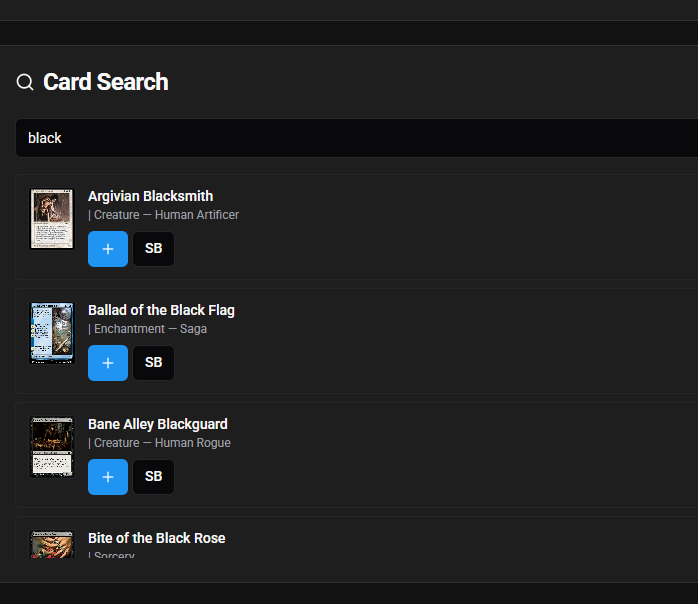 Card Search
black
Argivian Blacksmith
| Creature — Human Artificer
+ SB
Ballad of the Black Flag
| Enchantment — Saga
+ SB
Bane Alley Blackguard
| Creature — Human Rogue
+ SB
Bite of the Black Rose
| Sorcery